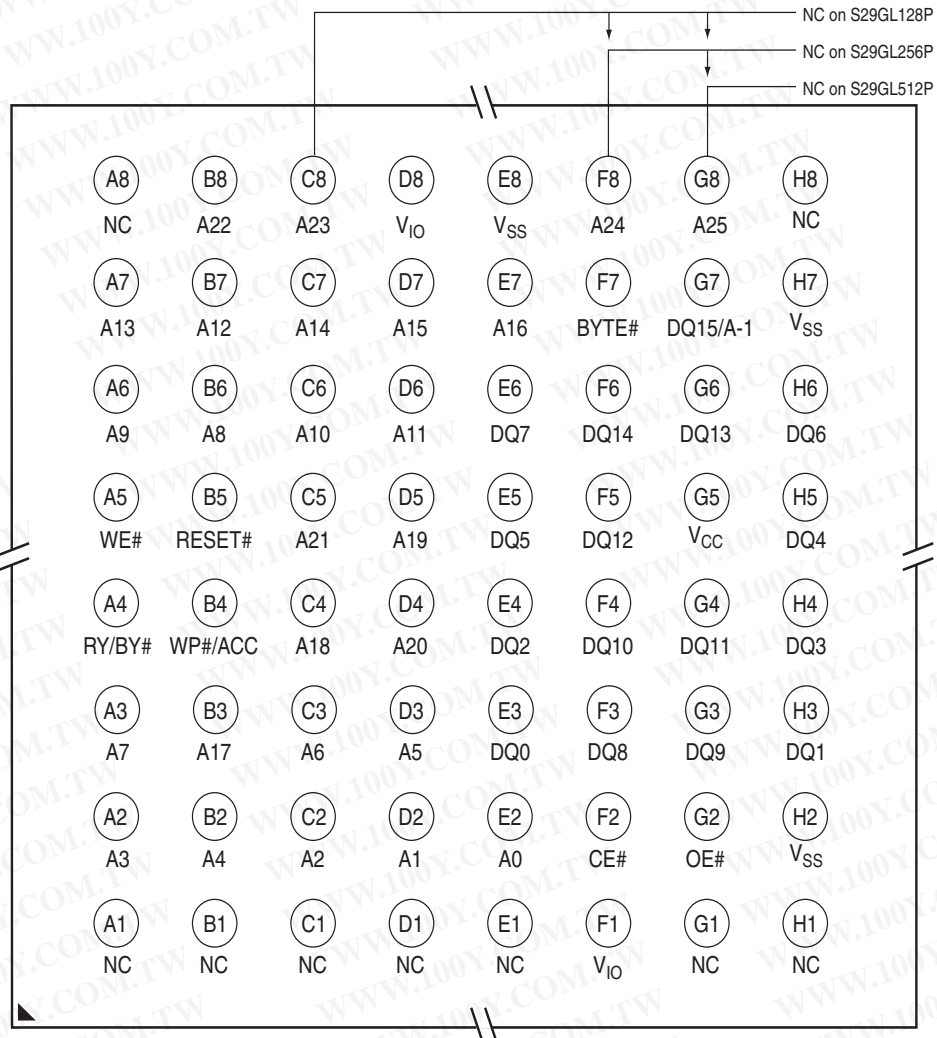 NC on S29GL128P
NC on S29GL256P
NC on S29GL512P
A8 B8 C8 D8 E8 F8 G8 H8
NC A22 A23 VIO VSS A24 A25 NC
A7 B7 C7 D7 E7 F7 G7 H7
A13 A12 A14 A15 A16 BYTE# DQ15/A-1 VSS
A6 B6 C6 D6 E6 F6 G6 H6
A9 A8 A10 A11 DQ7 DQ14 DQ13 DQ6
A5 B5 C5 D5 E5 F5 G5 H5
WE# RESET# A21 A19 DQ5 DQ12 VCC DQ4
A4 B4 C4 D4 E4 F4 G4 H4
RY/BY# WP#/ACC A18 A20 DQ2 DQ10 DQ11 DQ3
A3 B3 C3 D3 E3 F3 G3 H3
A7 A17 A6 A5 DQ0 DQ8 DQ9 DQ1
A2 B2 C2 D2 E2 F2 G2 H2
A3 A4 A2 A1 A0 CE# OE# VSS
A1 B1 C1 D1 E1 F1 G1 H1
NC NC NC NC NC VIO NC NC
WWW.100Y.COM.TW